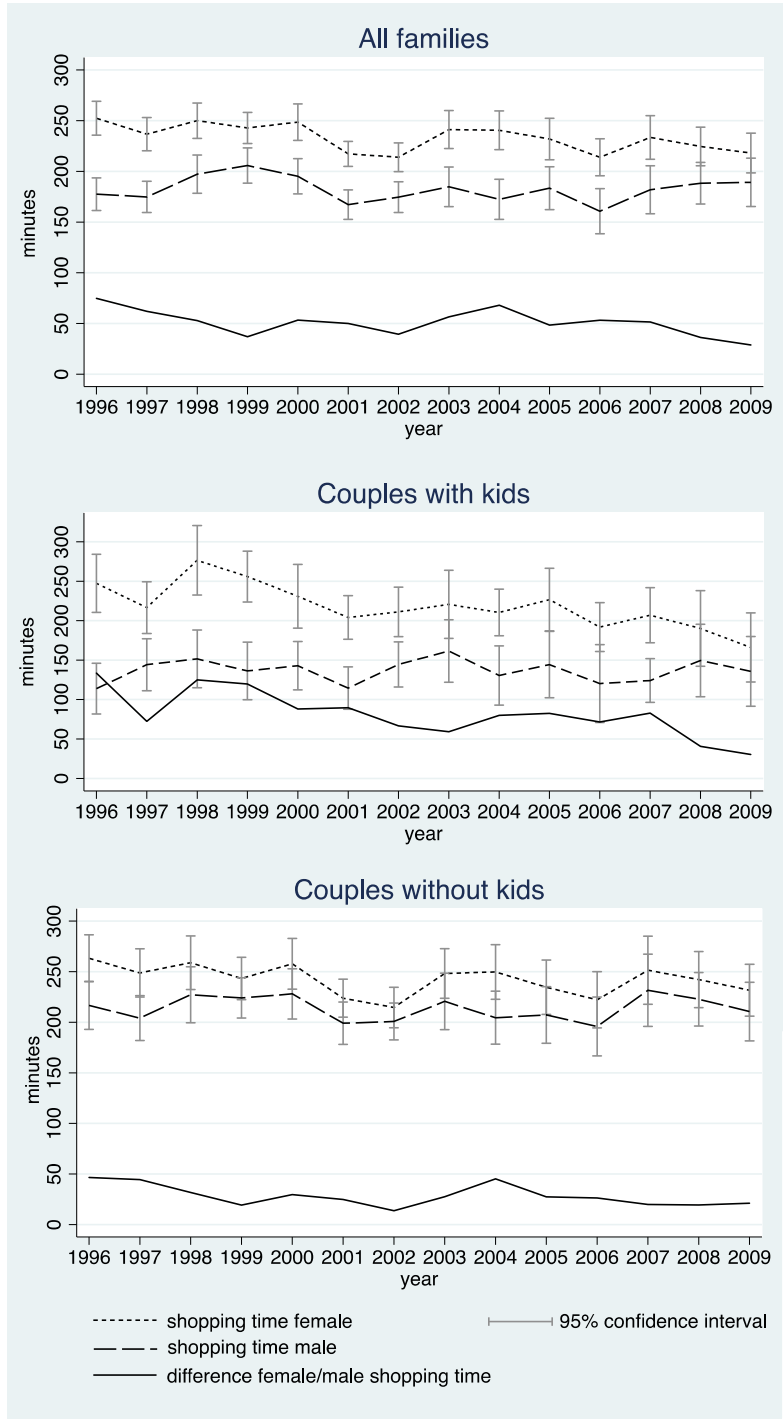 All families
300
250
200
150
100
50
0
minutes
1996 1997 1998 1999 2000 2001 2002 2003 2004 2005 2006 2007 2008 2009
year
Couples with kids
300
250
200
150
100
50
0
minutes
1996 1997 1998 1999 2000 2001 2002 2003 2004 2005 2006 2007 2008 2009
year
Couples without kids
300
250
200
150
100
50
0
minutes
1996 1997 1998 1999 2000 2001 2002 2003 2004 2005 2006 2007 2008 2009
year
shopping time female
95% confidence interval
shopping time male
difference female/male shopping time